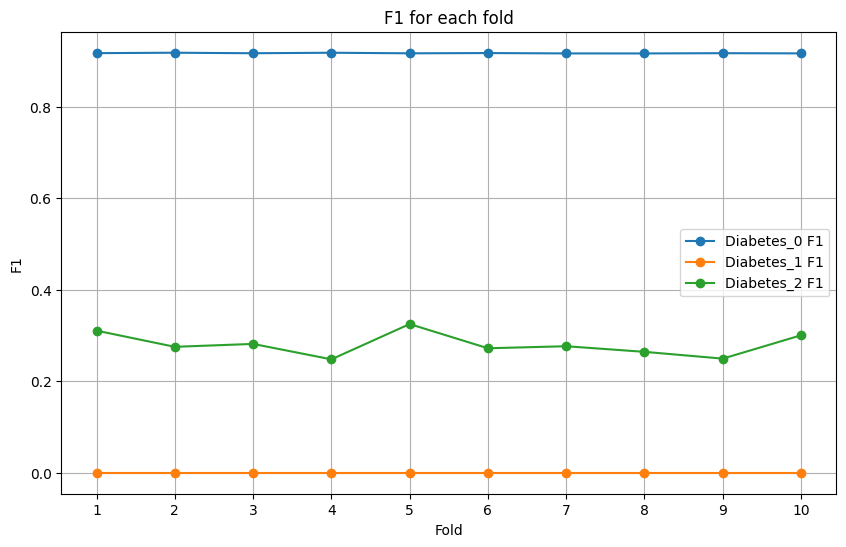 F1 for each fold
F1
0.8
0.6
0.4
0.2
0.0
Diabetes_0 F1
Diabetes_1 F1
Diabetes_2 F1
1 2 3 4 5 6 7 8 9 10
Fold